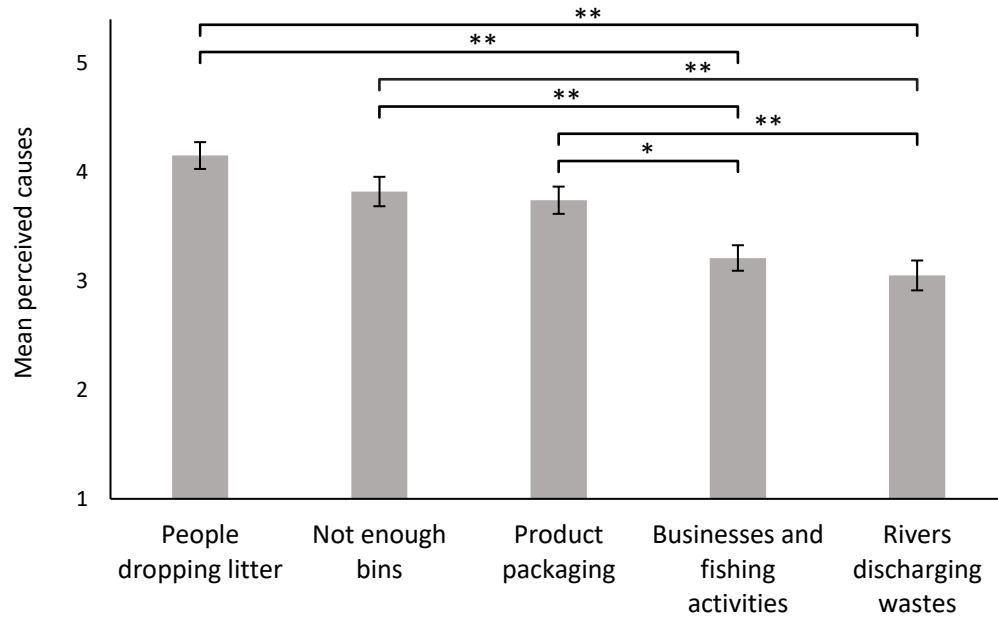 **
**
5
**
**
**
4
*
3
2
1
Mean perceived causes
People
dropping litter
Not enough
bins
Product
packaging
Businesses and
fishing
activities
Rivers
discharging
wastes